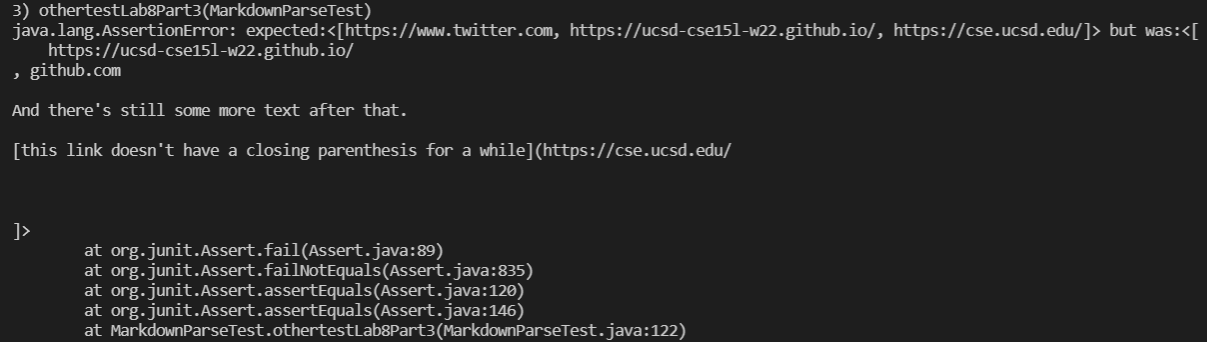 3) othertestLab8Part3(MarkdownParseTest)
java.lang.AssertionError: expected:<[https://www.twitter.com, https://ucsd-cse15l-w22.github.io/, https://cse.ucsd.edu/]> but was:<[
    https://ucsd-cse15l-w22.github.io/
, github.com

And there's still some more text after that.

[this link doesn't have a closing parenthesis for a while](https://cse.ucsd.edu/



]>
        at org.junit.Assert.fail(Assert.java:89)
        at org.junit.Assert.failNotEquals(Assert.java:835)
        at org.junit.Assert.assertEquals(Assert.java:120)
        at org.junit.Assert.assertEquals(Assert.java:146)
        at MarkdownParseTest.othertestLab8Part3(MarkdownParseTest.java:122)